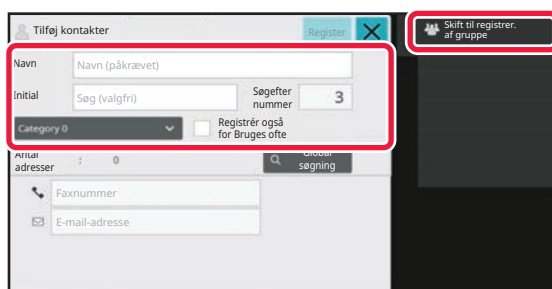 Tilføj kontakter
Register
Skift til registrer.
af gruppe
Navn
Navn (påkrævet)
Initial
Søg (valgfri)
Søgefter
nummer
3
Category 0
Registrér også
for Bruges ofte
Antal
adresser
:
0
Global
søgning
Faxnummer
E-mail-adresse